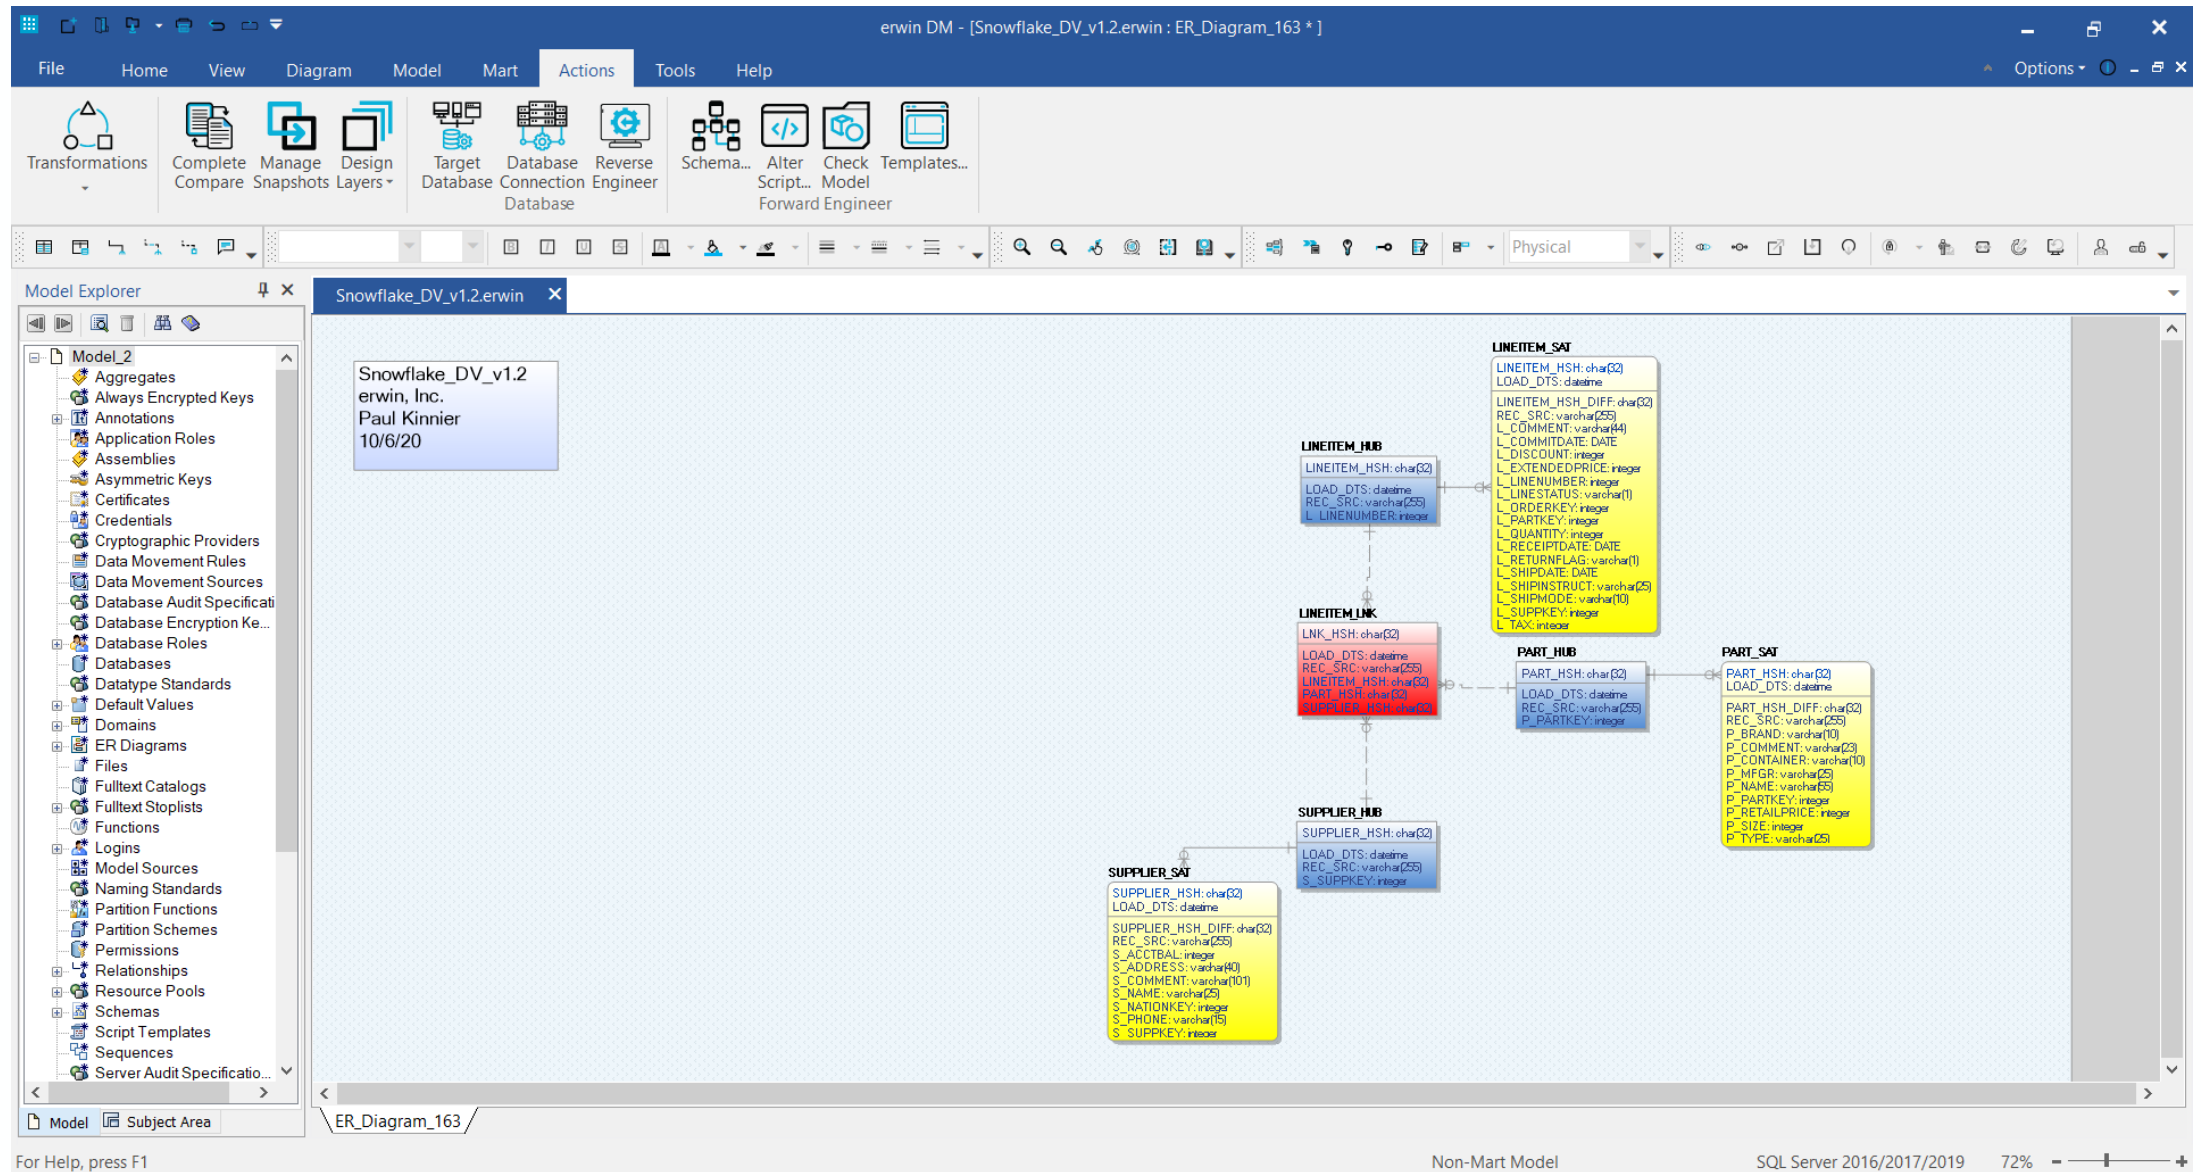 erwin DM - [Snowflake_DV_v1.2.erwin : ER_Diagram_163 * ]
File Home View Diagram Model Mart Actions Tools Help Options
Transformations
Complete Compare
Manage Snapshots
Design Layers
Target Database
Database Connection
Reverse Engineer
Database
Schema...
Alter Script...
Check Model
Templates...
Forward Engineer
B I U S A Physical
Model Explorer
Snowflake_DV_v1.2.erwin
Model_2
Aggregates
Always Encrypted Keys
Annotations
Application Roles
Assemblies
Asymmetric Keys
Certificates
Credentials
Cryptographic Providers
Data Movement Rules
Data Movement Sources
Database Audit Specificati
Database Encryption Ke...
Database Roles
Databases
Datatype Standards
Default Values
Domains
ER Diagrams
Files
Fulltext Catalogs
Fulltext Stoplists
Functions
Logins
Model Sources
Naming Standards
Partition Functions
Partition Schemes
Permissions
Relationships
Resource Pools
Schemas
Script Templates
Sequences
Server Audit Specificatio...
Model Subject Area
Snowflake_DV_v1.2
erwin, Inc.
Paul Kinnier
10/6/20
LINEITEM_SAT
LINEITEM_HSH: char(32)
LOAD_DTS: datetime
LINEITEM_HSH_DIFF: char(32)
REC_SRC: varchar(255)
L_COMMENT: varchar(44)
L_COMMITDATE: DATE
L_DISCOUNT: integer
L_EXTENDEDPRICE: integer
L_LINENUMBER: integer
L_LINESTATUS: varchar(1)
L_ORDERKEY: integer
L_PARTKEY: integer
L_QUANTITY: integer
L_RECEIPTDATE: DATE
L_RETURNFLAG: varchar(1)
L_SHIPDATE: DATE
L_SHIPINSTRUCT: varchar(25)
L_SHIPMODE: varchar(10)
L_SUPPKEY: integer
L_TAX: integer
LINEITEM_HUB
LINEITEM_HSH: char(32)
LOAD_DTS: datetime
REC_SRC: varchar(255)
L_LINENUMBER: integer
LINEITEM_LNK
LNK_HSH: char(32)
LOAD_DTS: datetime
REC_SRC: varchar(255)
LINEITEM_HSH: char(32)
PART_HSH: char(32)
SUPPLIER_HSH: char(32)
PART_HUB
PART_HSH: char(32)
LOAD_DTS: datetime
REC_SRC: varchar(255)
P_PARTKEY: integer
PART_SAT
PART_HSH: char(32)
LOAD_DTS: datetime
PART_HSH_DIFF: char(32)
REC_SRC: varchar(255)
P_BRAND: varchar(10)
P_COMMENT: varchar(23)
P_CONTAINER: varchar(10)
P_MFGR: varchar(25)
P_NAME: varchar(55)
P_PARTKEY: integer
P_RETAILPRICE: integer
P_SIZE: integer
P_TYPE: varchar(25)
SUPPLIER_HUB
SUPPLIER_HSH: char(32)
LOAD_DTS: datetime
REC_SRC: varchar(255)
S_SUPPKEY: integer
SUPPLIER_SAT
SUPPLIER_HSH: char(32)
LOAD_DTS: datetime
SUPPLIER_HSH_DIFF: char(32)
REC_SRC: varchar(255)
S_ACCTBAL: integer
S_ADDRESS: varchar(40)
S_COMMENT: varchar(101)
S_NAME: varchar(25)
S_NATIONKEY: integer
S_PHONE: varchar(15)
S_SUPPKEY: integer
ER_Diagram_163
For Help, press F1 Non-Mart Model SQL Server 2016/2017/2019 72%